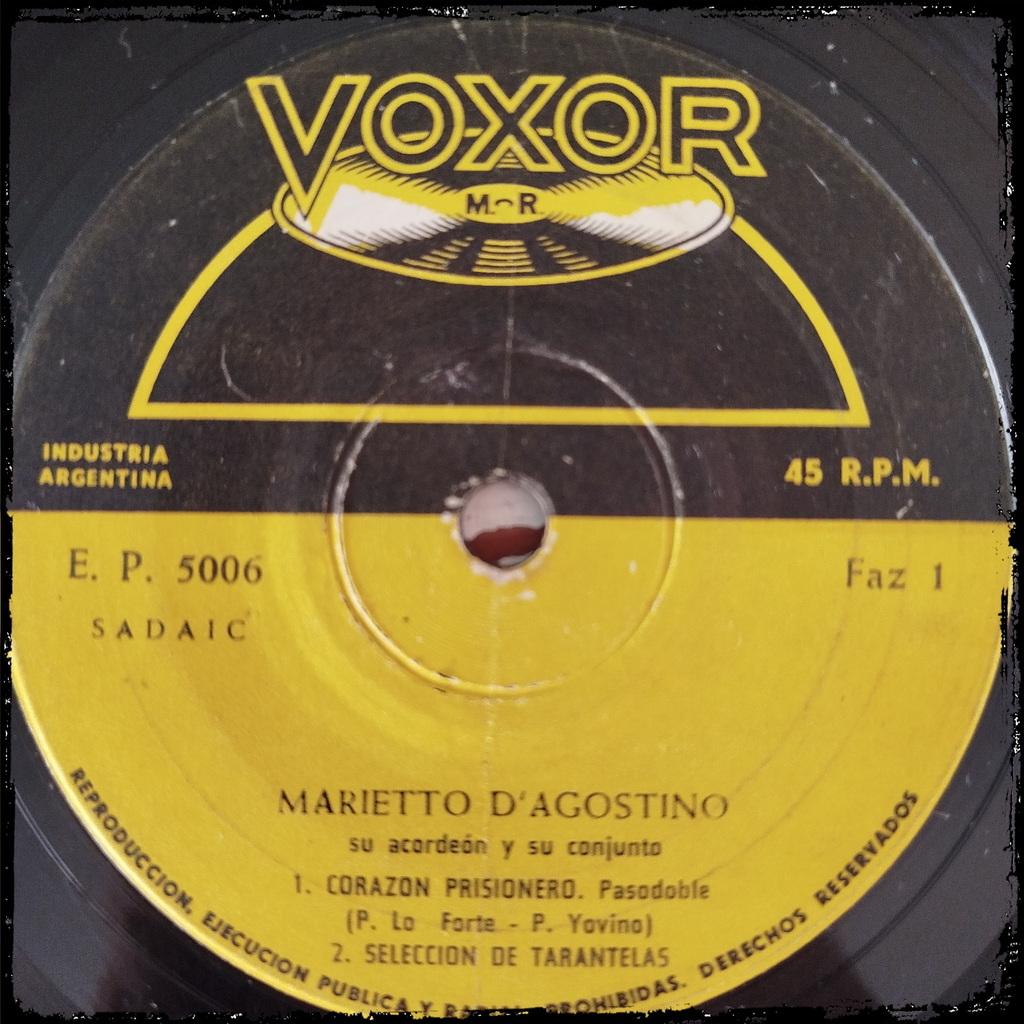 VOXOR
M. R.
INDUSTRIA
ARGENTINA
45 R.P.M.
E. P. 5006
SADAIC
Faz 1
MARIETTO D'AGOSTINO
su acordeón y su conjunto
1. CORAZON PRISIONERO. Pasodoble
(P. Lo Forte - P. Yovino)
2. SELECCION DE TARANTELAS
REPRODUCCION, EJECUCION PUBLICA Y PROHIBIDAS. DERECHOS RESERVADOS